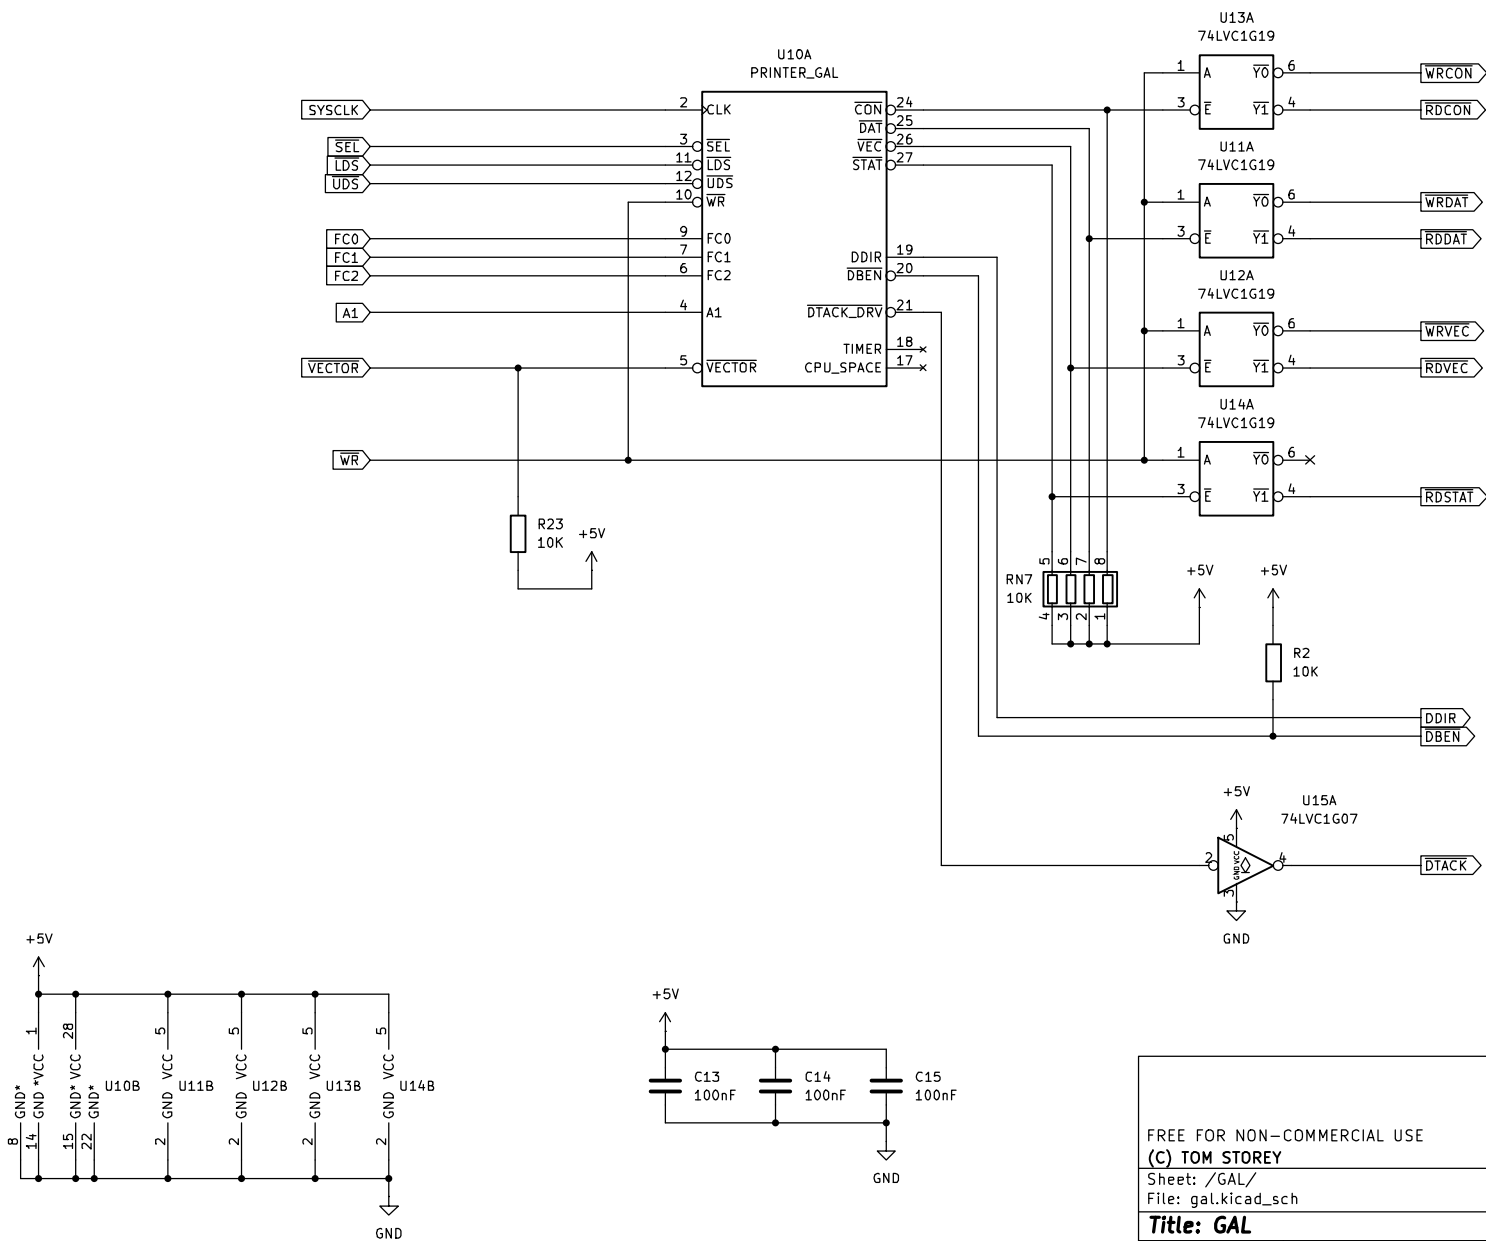 U13A
74LVC1G19
1 A Y0 6 WRCON
3 E Y1 4 RDCON
U10A
PRINTER_GAL
SYSCLK 2 CLK
SEL 3 SEL
LDS 11 LDS
UDS 12 UDS
10 WR
FC0 9 FC0
FC1 7 FC1
FC2 6 FC2
A1 4 A1
VECTOR 5 VECTOR
WR
CON 24
DAT 25
VEC 26
STAT 27
DDIR 19
DBEN 20
DTACK_DRV 21
TIMER 18
CPU_SPACE 17
U11A
74LVC1G19
1 A Y0 6 WRDAT
3 E Y1 4 RDDAT
U12A
74LVC1G19
1 A Y0 6 WRVEC
3 E Y1 4 RDVEC
U14A
74LVC1G19
1 A Y0 6
3 E Y1 4 RDSTAT
R23
10K
+5V
5 6 7 8
RN7
10K
4 3 2 1
+5V
+5V
R2
10K
DDIR
DBEN
+5V
U15A
74LVC1G07
5
2 GND VCC 4
3
DTACK
GND
+5V
1 28 5 5 5 5
GND* GND *VCC GND* VCC GND* U10B GND VCC U11B GND VCC U12B GND VCC U13B GND VCC U14B
8 14 15 22 2 2 2 2
GND
+5V
C13
100nF
C14
100nF
C15
100nF
GND
FREE FOR NON-COMMERCIAL USE
(C) TOM STOREY
Sheet: /GAL/
File: gal.kicad_sch
Title: GAL